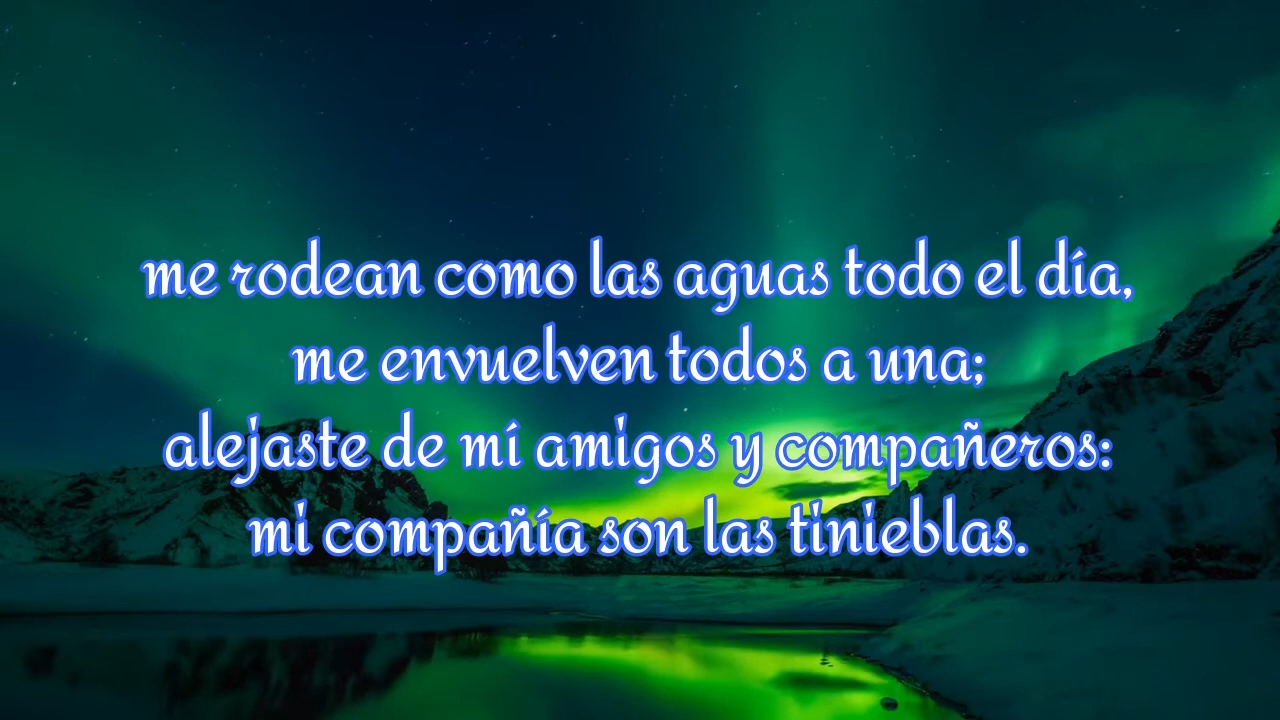 me rodean como las aguas todo el día,
me envuelven todos a una;
alejaste de mí amigos y compañeros:
mi compañía son las tinieblas.